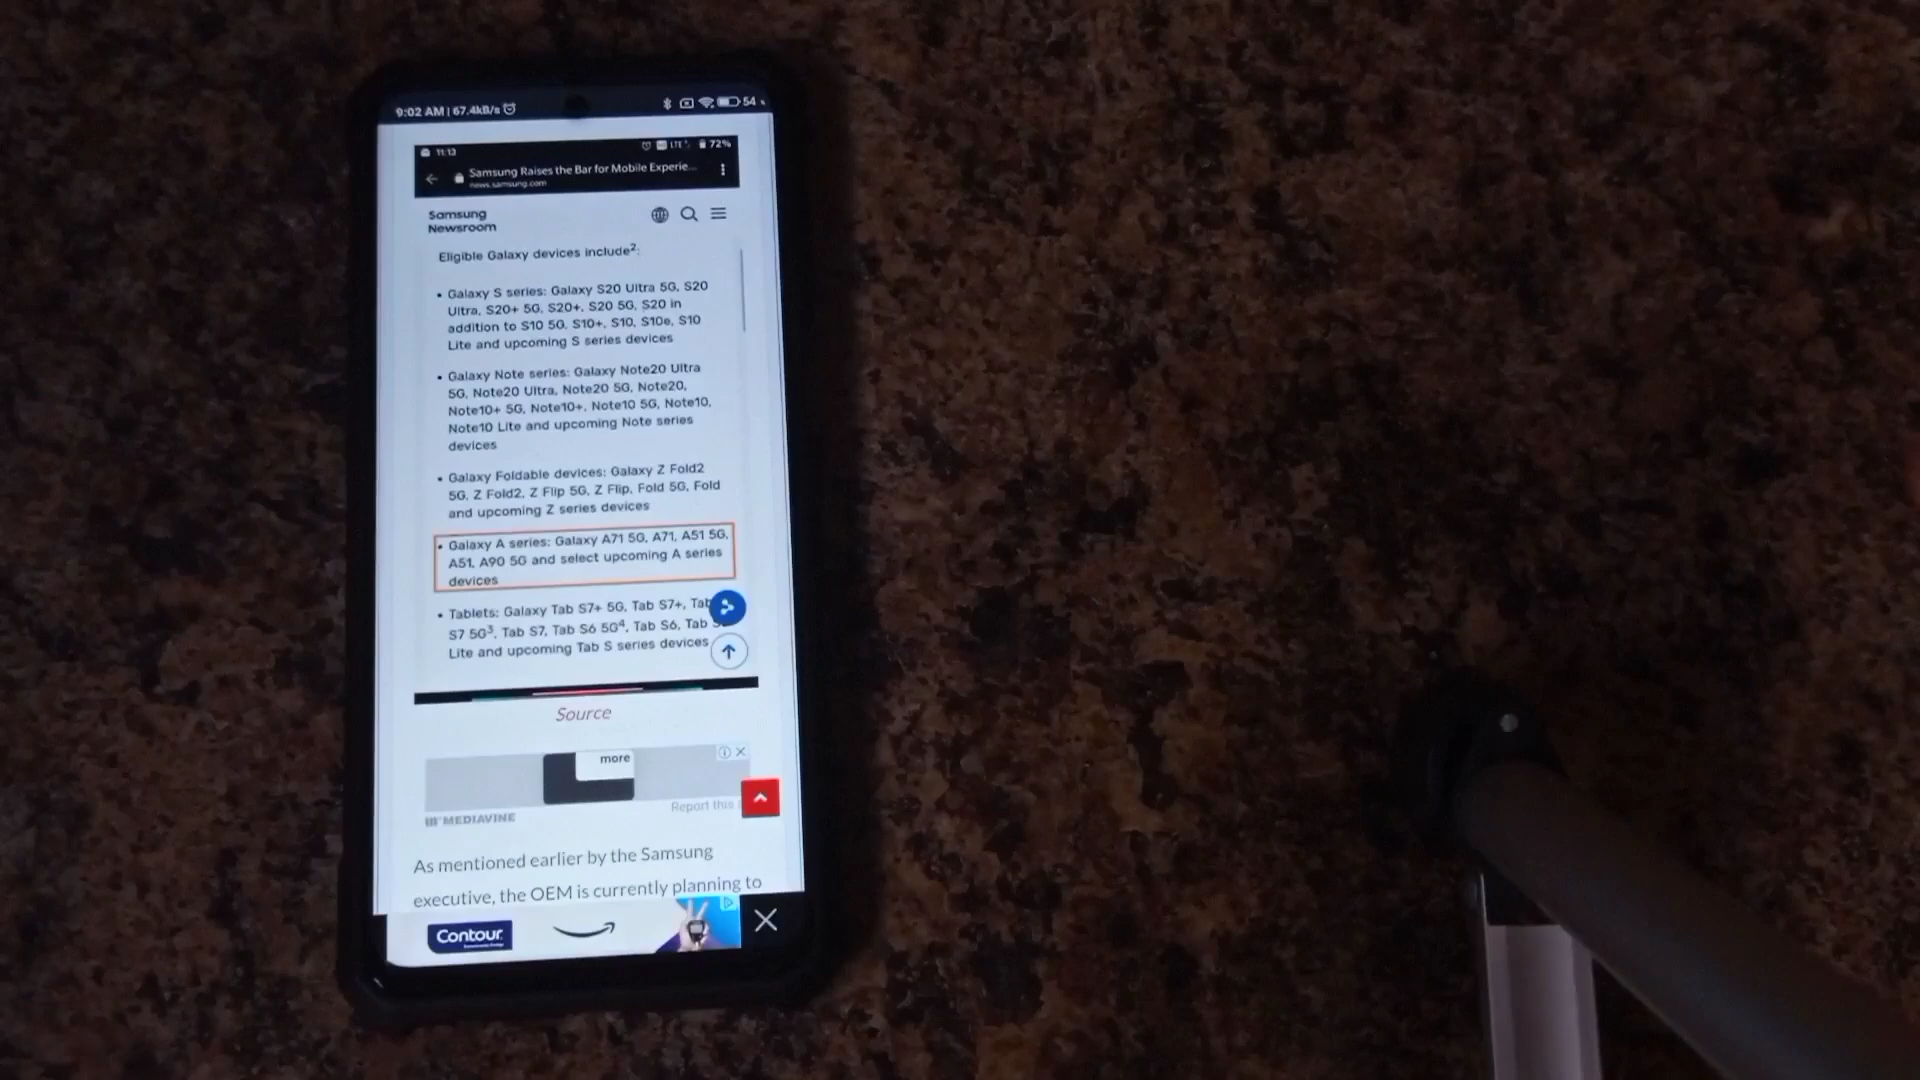 9:02 AM | 67.4kB/s
54
11:13
LTE
72%
Samsung Raises the Bar for Mobile Experie...
news.samsung.com
Samsung
Newsroom
Eligible Galaxy devices include²:
• Galaxy S series: Galaxy S20 Ultra 5G, S20
Ultra, S20+ 5G, S20+, S20 5G, S20 in
addition to S10 5G, S10+, S10, S10e, S10
Lite and upcoming S series devices
• Galaxy Note series: Galaxy Note20 Ultra
5G, Note20 Ultra, Note20 5G, Note20,
Note10+ 5G, Note10+, Note10 5G, Note10,
Note10 Lite and upcoming Note series
devices
• Galaxy Foldable devices: Galaxy Z Fold2
5G, Z Fold2, Z Flip 5G, Z Flip, Fold 5G, Fold
and upcoming Z series devices
• Galaxy A series: Galaxy A71 5G, A71, A51 5G,
A51, A90 5G and select upcoming A series
devices
• Tablets: Galaxy Tab S7+ 5G, Tab S7+, Tab
S7 5G³, Tab S7, Tab S6 5G⁴, Tab S6, Tab
Lite and upcoming Tab S series devices
Source
more
Report this
MEDIAVINE
As mentioned earlier by the Samsung
executive, the OEM is currently planning to
Contour